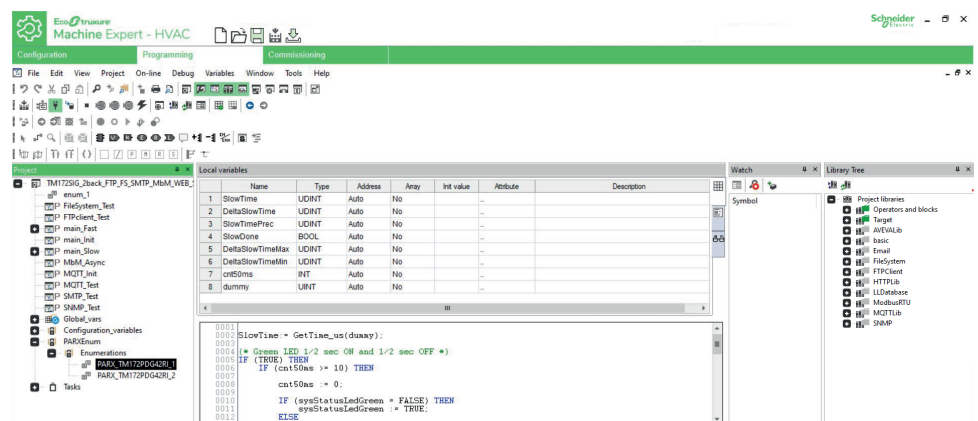 EcoStruxure
Machine Expert - HVAC
Schneider
Electric
Configuration
Programming
Commissioning
File Edit View Project On-line Debug Variables Window Tools Help
Project
Local variables
Watch
Library Tree
TM172SIG_2back_FTP_FS_SMTP_MbM_WEB_
enum_1
P FileSystem_Test
P FTPclient_Test
P main_Fast
P main_Init
P main_Slow
P MbM_Async
P MQTT_Init
P MQTT_Test
P SMTP_Test
P SNMP_Test
Global_vars
Configuration_variables
PARXEnum
Enumerations
PARX_TM172PDG42RI_1
PARX_TM172PDG42RI_2
Tasks
Name Type Address Array Init value Attribute Description
1 SlowTime UDINT Auto No ..
2 DeltaSlowTime UDINT Auto No ..
3 SlowTimePrec UDINT Auto No ..
4 SlowDone BOOL Auto No ..
5 DeltaSlowTimeMax UDINT Auto No ..
6 DeltaSlowTimeMin UDINT Auto No ..
7 cnt50ms INT Auto No ..
8 dummy UINT Auto No ..
0001
0002 SlowTime:= GetTime_us(dummy);
0003
0004 (* Green LED 1/2 sec ON and 1/2 sec OFF *)
0005 IF (TRUE) THEN
0006 IF (cnt50ms >= 10) THEN
0007
0008 cnt50ms := 0;
0009
0010 IF (sysStatusLedGreen = FALSE) THEN
0011 sysStatusLedGreen := TRUE;
0012 ELSE
Symbol
Project libraries
Operators and blocks
Target
AVEVALib
basic
Email
FileSystem
FTPClient
HTTPLib
LLDatabase
ModbusRTU
MQTTLib
SNMP